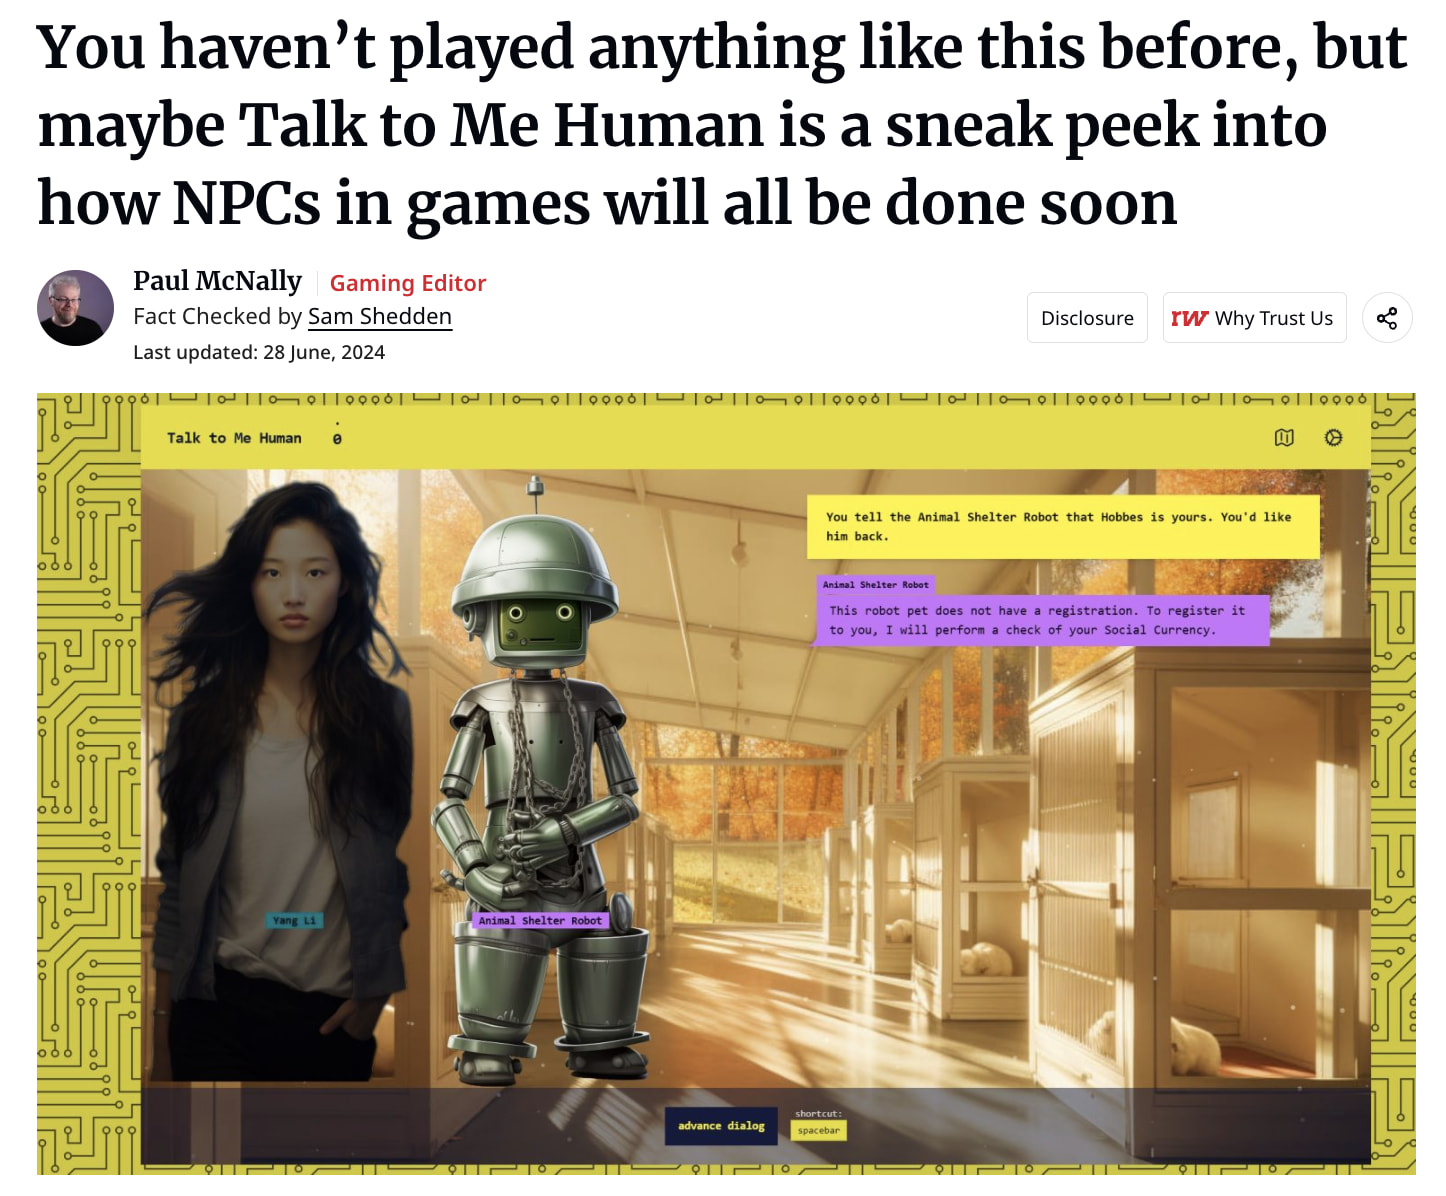 You haven’t played anything like this before, but
maybe Talk to Me Human is a sneak peek into
how NPCs in games will all be done soon
Paul McNally
Gaming Editor
Fact Checked by Sam Shedden
Last updated: 28 June, 2024
Disclosure
rw Why Trust Us
Talk to Me Human
0
You tell the Animal Shelter Robot that Hobbes is yours. You'd like
him back.
Animal Shelter Robot
This robot pet does not have a registration. To register it
to you, I will perform a check of your Social Currency.
Yang Li
Animal Shelter Robot
advance dialog
shortcut:
spacebar